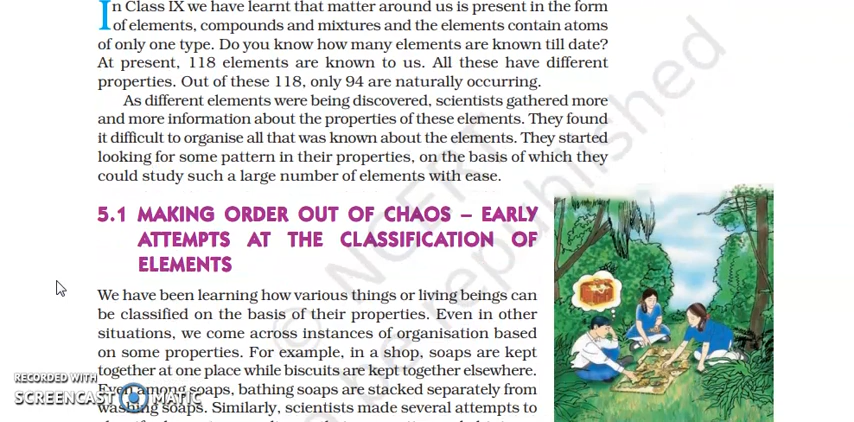 In Class IX we have learnt that matter around us is present in the form
of elements, compounds and mixtures and the elements contain atoms
of only one type. Do you know how many elements are known till date?
At present, 118 elements are known to us. All these have different
properties. Out of these 118, only 94 are naturally occurring.
As different elements were being discovered, scientists gathered more
and more information about the properties of these elements. They found
it difficult to organise all that was known about the elements. They started
looking for some pattern in their properties, on the basis of which they
could study such a large number of elements with ease.
5.1 MAKING ORDER OUT OF CHAOS – EARLY
ATTEMPTS AT THE CLASSIFICATION OF
ELEMENTS
We have been learning how various things or living beings can
be classified on the basis of their properties. Even in other
situations, we come across instances of organisation based
on some properties. For example, in a shop, soaps are kept
together at one place while biscuits are kept together elsewhere.
Even among soaps, bathing soaps are stacked separately from
washing soaps. Similarly, scientists made several attempts to
© NCERT
be republished
RECORDED WITH
SCREENCAST MATIC